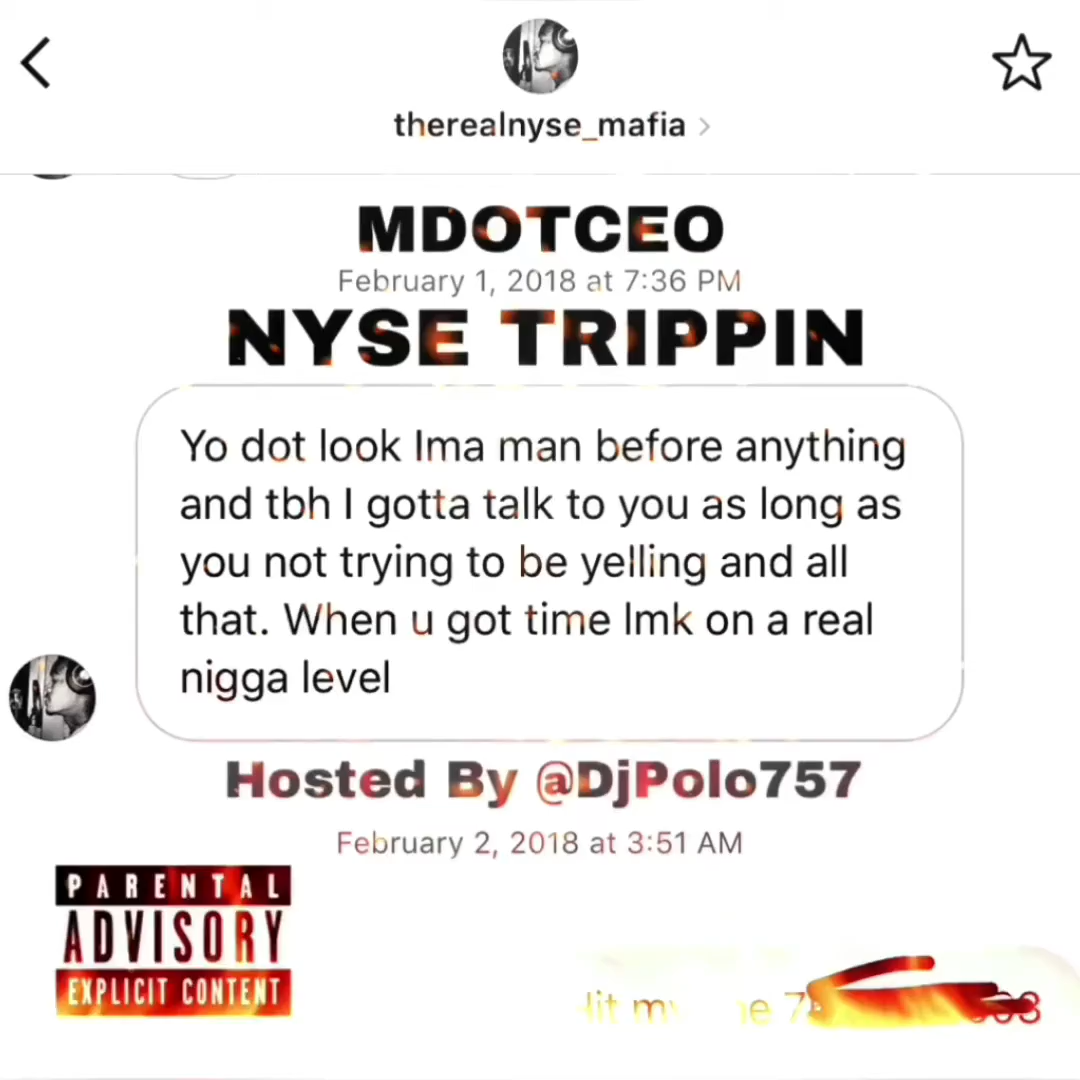 therealnyse_mafia
MDOTCEO
February 1, 2018 at 7:36 PM
NYSE TRIPPIN
Yo dot look Ima man before anything
and tbh I gotta talk to you as long as
you not trying to be yelling and all
that. When u got time lmk on a real
nigga level
Hosted By @DjPolo757
February 2, 2018 at 3:51 AM
PARENTAL
ADVISORY
EXPLICIT CONTENT